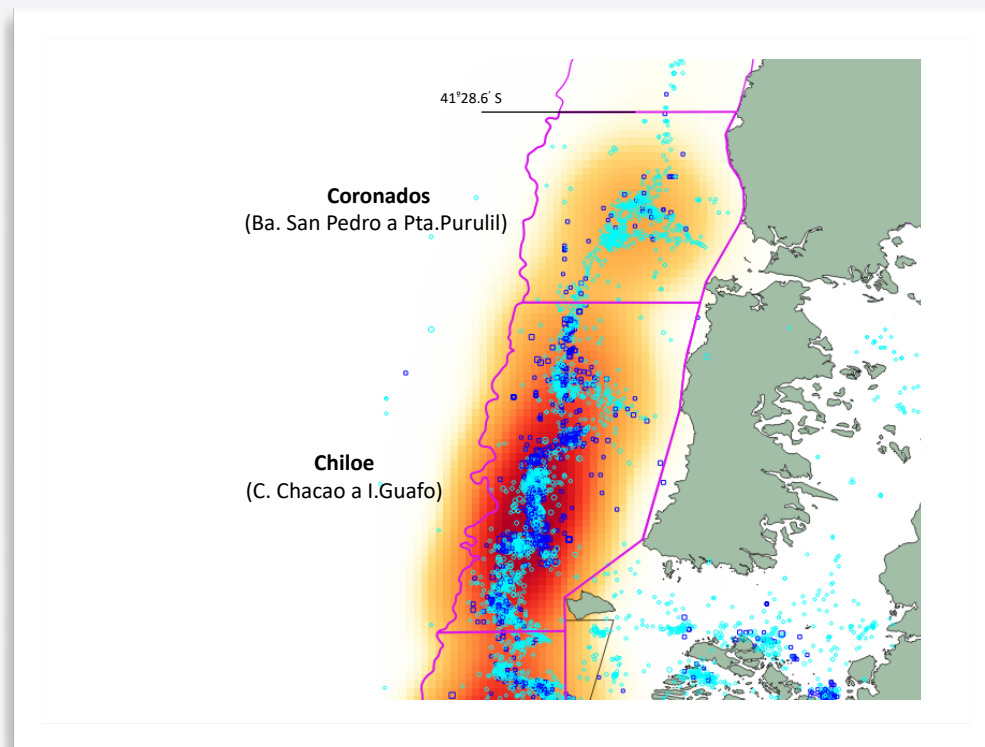 41°28.6´ S
Coronados
(Ba. San Pedro a Pta.Purulil)
Chiloe
(C. Chacao a I.Guafo)